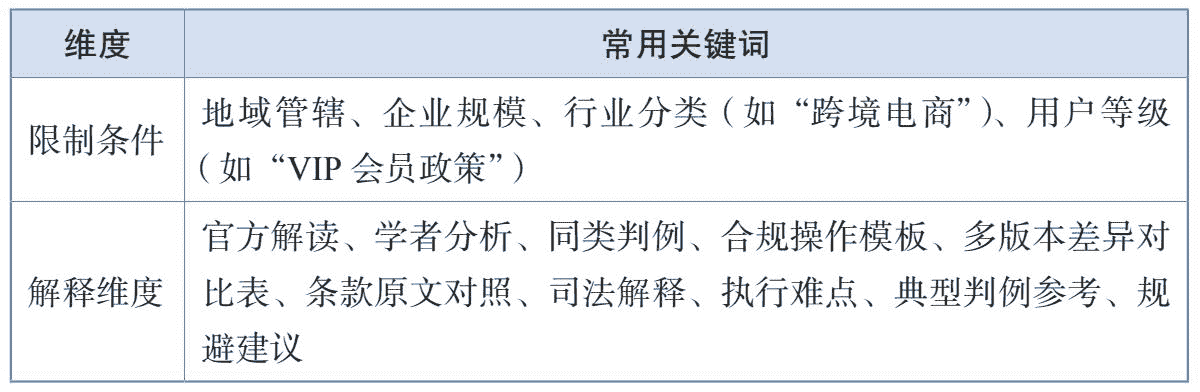 维度
常用关键词
限制条件
地域管辖、企业规模、行业分类（如“跨境电商”）、用户等级
（如“VIP 会员政策”）
解释维度
官方解读、学者分析、同类判例、合规操作模板、多版本差异对
比表、条款原文对照、司法解释、执行难点、典型判例参考、规
避建议